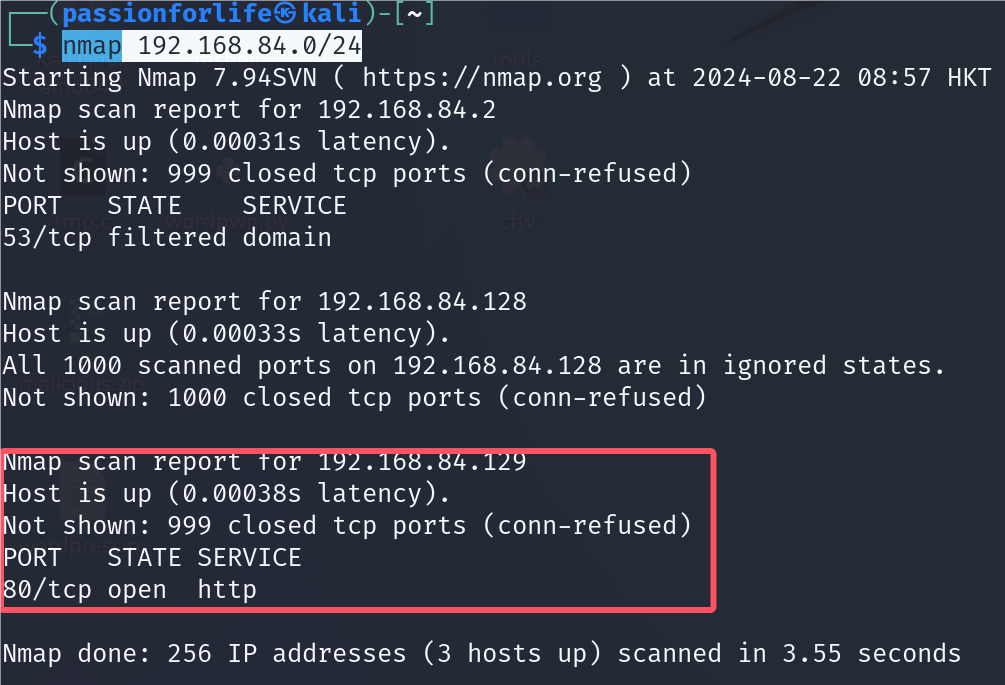 ┌──(passionforlife㉿kali)-[~]
└─$ nmap 192.168.84.0/24
Starting Nmap 7.94SVN ( https://nmap.org ) at 2024-08-22 08:57 HKT
Nmap scan report for 192.168.84.2
Host is up (0.00031s latency).
Not shown: 999 closed tcp ports (conn-refused)
PORT   STATE    SERVICE
53/tcp filtered domain
Nmap scan report for 192.168.84.128
Host is up (0.00033s latency).
All 1000 scanned ports on 192.168.84.128 are in ignored states.
Not shown: 1000 closed tcp ports (conn-refused)
Nmap scan report for 192.168.84.129
Host is up (0.00038s latency).
Not shown: 999 closed tcp ports (conn-refused)
PORT   STATE SERVICE
80/tcp open  http
Nmap done: 256 IP addresses (3 hosts up) scanned in 3.55 seconds
tools
cfw
malicious.zip